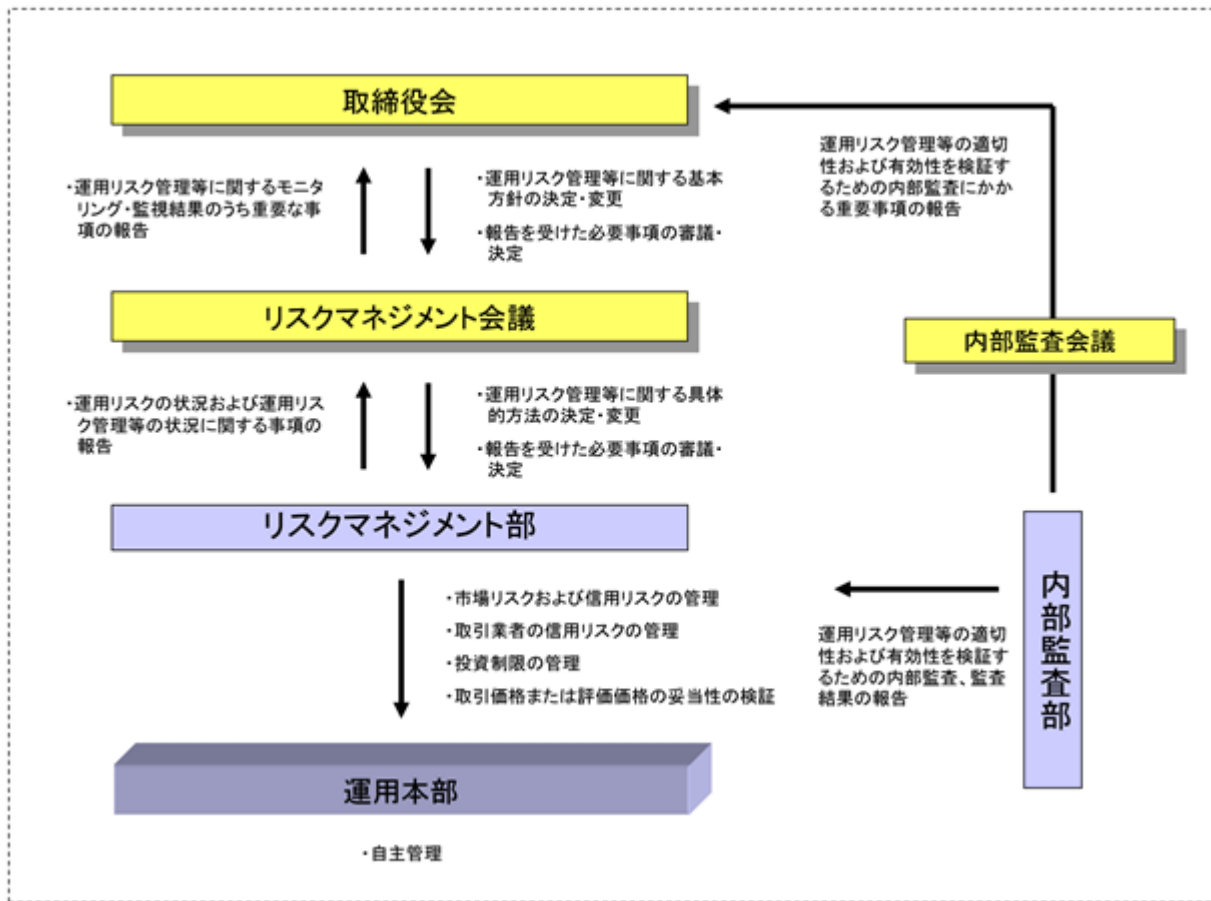 取締役会
・運用リスク管理等に関するモニ
タリング・監視結果のうち重要な事
項の報告
・運用リスク管理等に関する基本
方針の決定・変更
・報告を受けた必要事項の審議・
決定
運用リスク管理等の適切
性および有効性を検証す
るための内部監査にかか
る重要事項の報告
リスクマネジメント会議
内部監査会議
・運用リスクの状況および運用リス
ク管理等の状況に関する事項の
報告
・運用リスク管理等に関する具体
的方法の決定・変更
・報告を受けた必要事項の審議・
決定
リスクマネジメント部
・市場リスクおよび信用リスクの管理
・取引業者の信用リスクの管理
・投資制限の管理
・取引価格または評価価格の妥当性の検証
運用リスク管理等の適切
性および有効性を検証す
るための内部監査、監査
結果の報告
内部監査部
運用本部
・自主管理